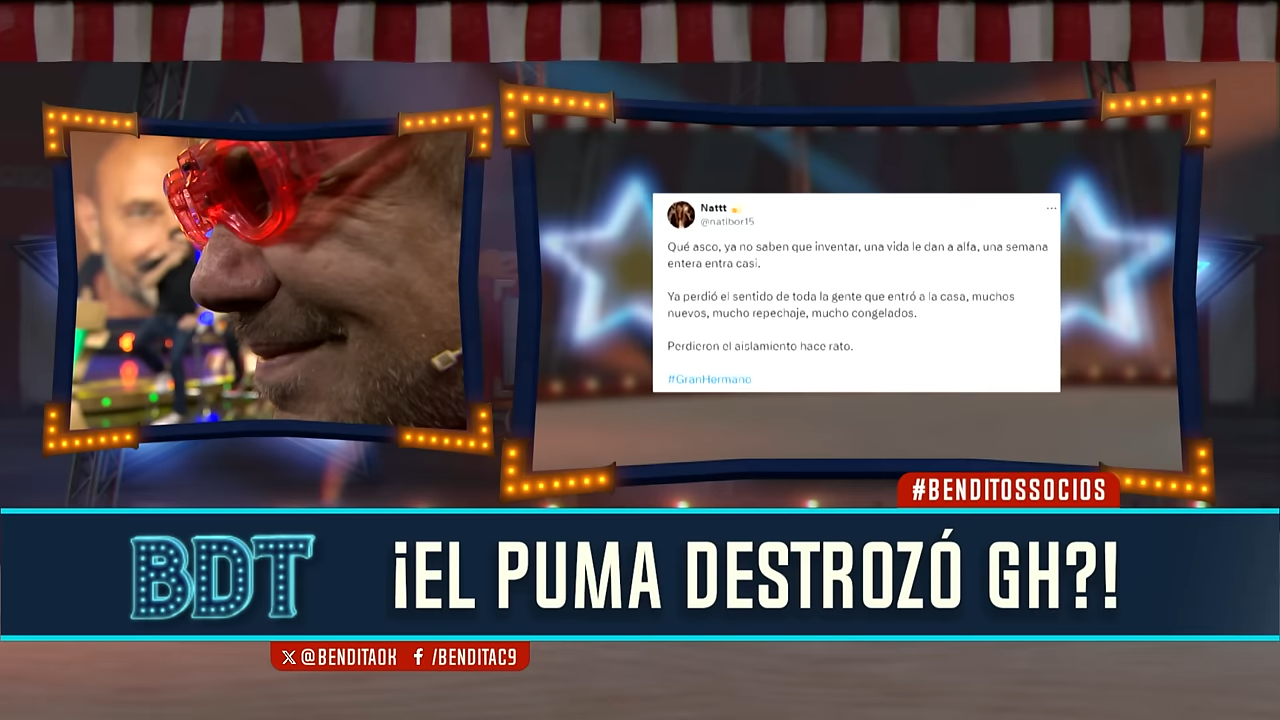 Nattt
@natibor15
Qué asco, ya no saben que inventar, una vida le dan a alfa, una semana
entera entra casi.
Ya perdió el sentido de toda la gente que entró a la casa, muchos
nuevos, mucho repechaje, mucho congelados.
Perdieron el aislamiento hace rato.
#GranHermano
#BENDITOSSOCIOS
BDT
¡EL PUMA DESTROZÓ GH?!
X @BENDITAOK f /BENDITAC9